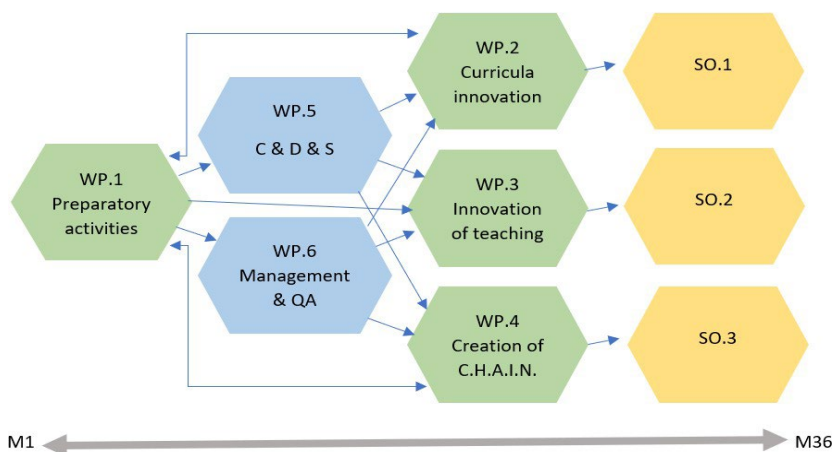 WP.1
Preparatory
activities
WP.5
C & D & S
WP.6
Management
& QA
WP.2
Curricula
innovation
WP.3
Innovation
of teaching
WP.4
Creation of
C.H.A.I.N.
SO.1
SO.2
SO.3
M1
M36